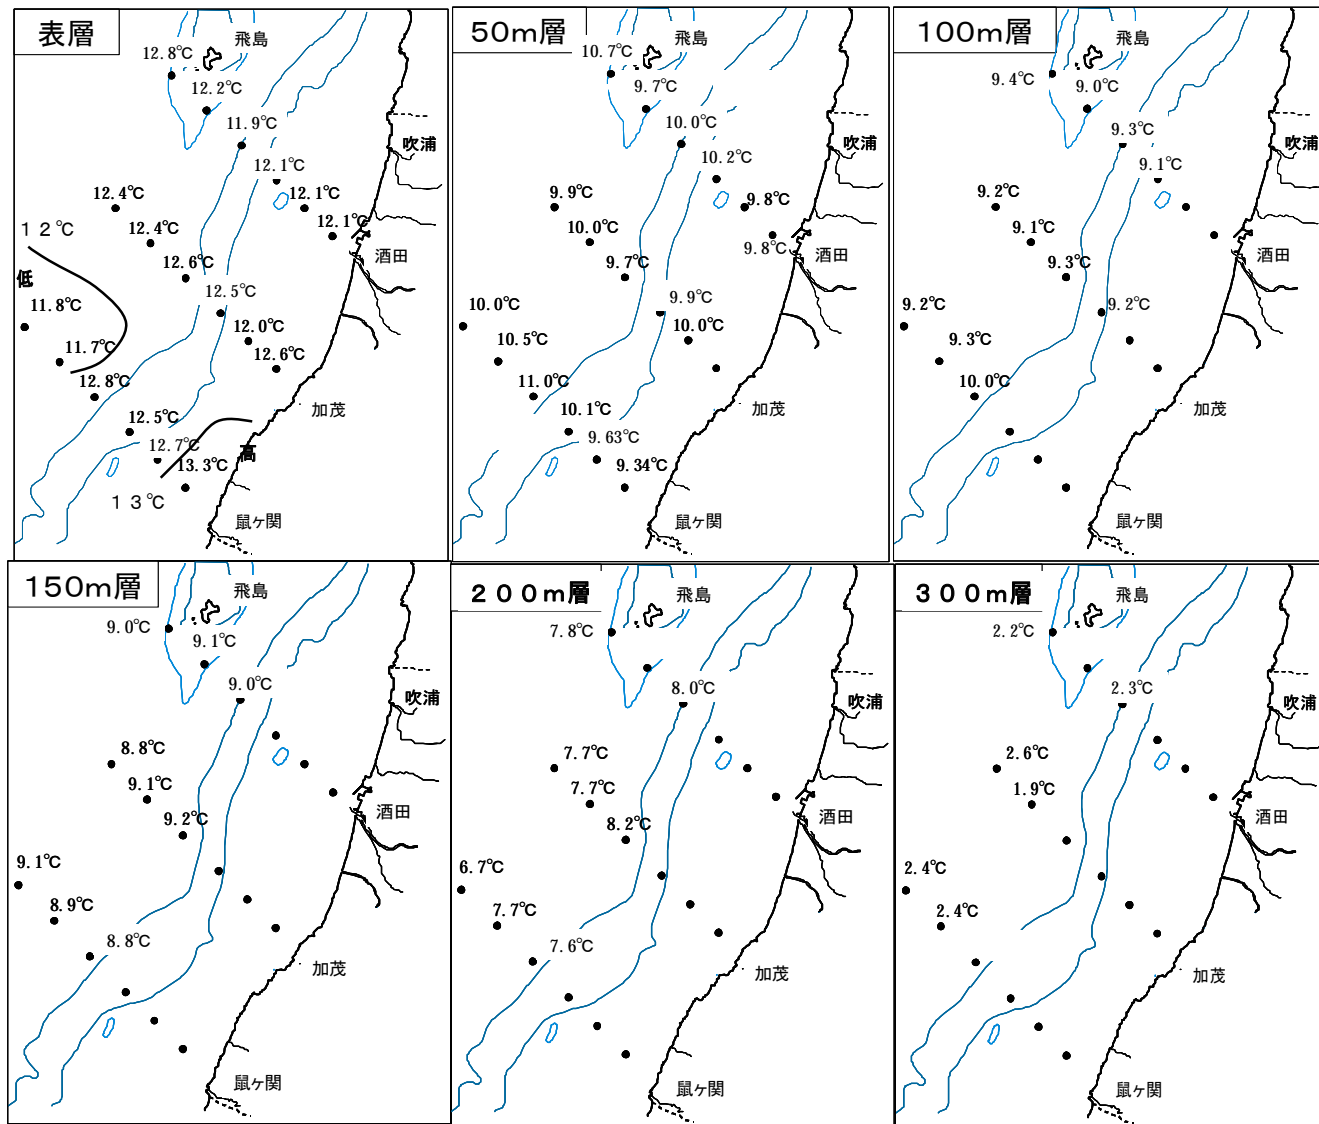 表層
飛島
12.8℃
12.2℃
11.9℃
吹浦
12.1℃
12.4℃
12.1℃
12.4℃
12.1℃
１２℃
酒田
低
12.6℃
11.8℃
12.5℃
12.0℃
11.7℃
12.6℃
12.8℃
加茂
12.5℃
12.7℃
高
13.3℃
１３℃
鼠ヶ関
50m層
飛島
10.7℃
9.7℃
10.0℃
吹浦
10.2℃
9.9℃
9.8℃
10.0℃
9.8℃
酒田
9.7℃
10.0℃
9.9℃
10.0℃
10.5℃
11.0℃
加茂
10.1℃
9.63℃
9.34℃
鼠ヶ関
100m層
飛島
9.4℃
9.0℃
9.3℃
吹浦
9.1℃
9.2℃
9.1℃
酒田
9.3℃
9.2℃
9.2℃
9.3℃
10.0℃
加茂
鼠ヶ関
150m層
飛島
9.0℃
9.1℃
9.0℃
吹浦
8.8℃
9.1℃
9.2℃
酒田
9.1℃
8.9℃
8.8℃
加茂
鼠ヶ関
２００m層
飛島
7.8℃
8.0℃
吹浦
7.7℃
7.7℃
8.2℃
酒田
6.7℃
7.7℃
7.6℃
加茂
鼠ヶ関
３００m層
飛島
2.2℃
2.3℃
吹浦
2.6℃
1.9℃
酒田
2.4℃
2.4℃
加茂
鼠ヶ関